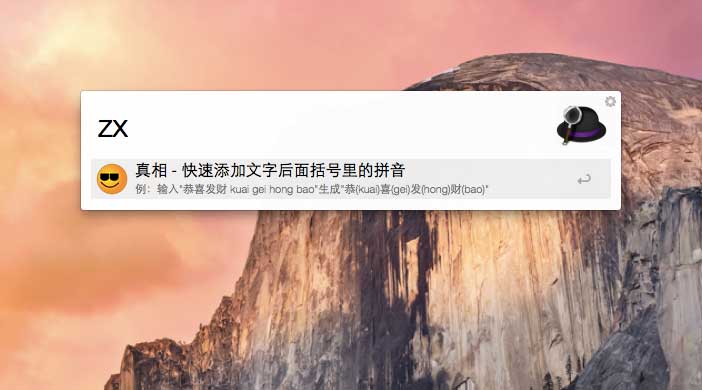 ZX
真相 - 快速添加文字后面括号里的拼音
例：输入"恭喜发财 kuai gei hong bao"生成"恭(kuai)喜(gei)发(hong)财(bao)"